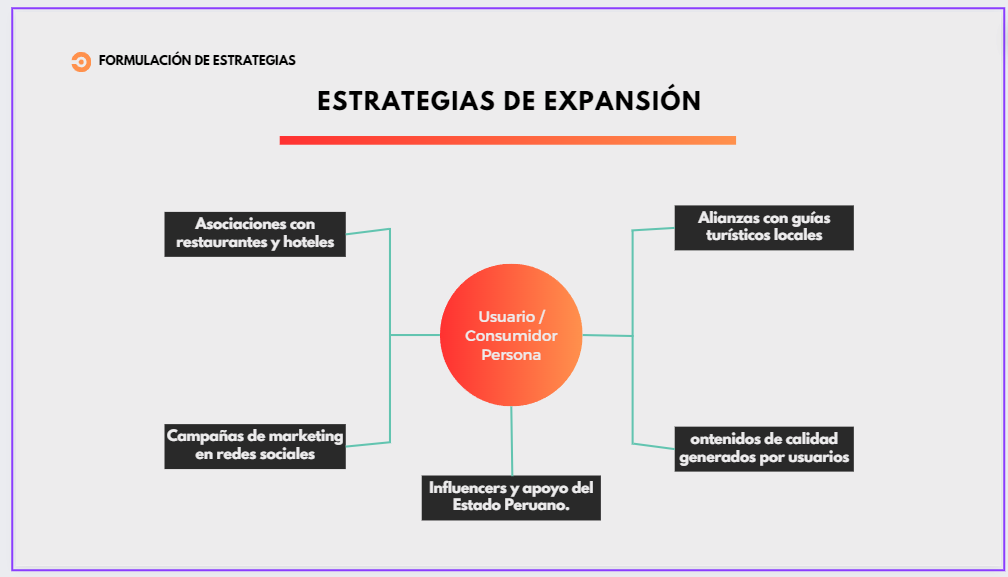 FORMULACIÓN DE ESTRATEGIAS
ESTRATEGIAS DE EXPANSIÓN
Asociaciones con
restaurantes y hoteles
Alianzas con guías
turísticos locales
Usuario /
Consumidor
Persona
Campañas de marketing
en redes sociales
ontenidos de calidad
generados por usuarios
Influencers y apoyo del
Estado Peruano.